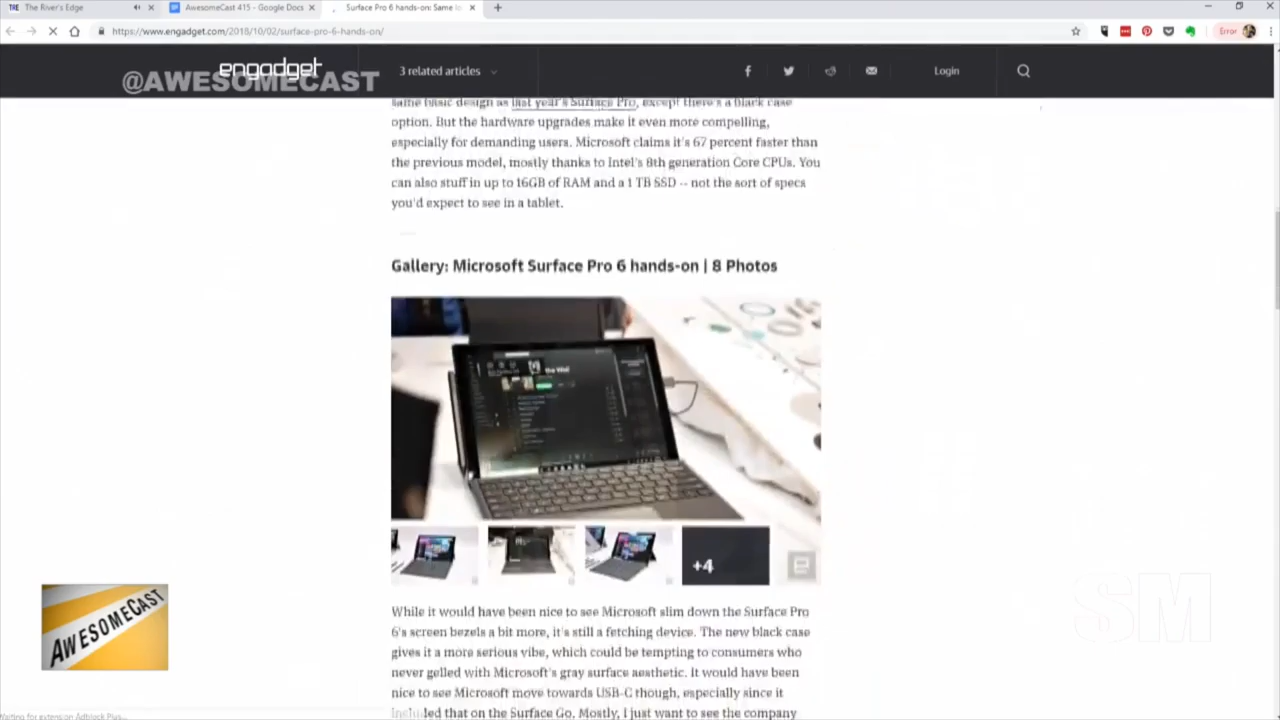 The River's Edge
AwesomeCast 415 - Google Docs
Surface Pro 6 hands-on: Same lo
https://www.engadget.com/2018/10/02/surface-pro-6-hands-on/
Error
engadget
@AWESOMECAST
3 related articles
Login
same basic design as last year's Surface Pro, except there's a black case
option. But the hardware upgrades make it even more compelling,
especially for demanding users. Microsoft claims it's 67 percent faster than
the previous model, mostly thanks to Intel's 8th generation Core CPUs. You
can also stuff in up to 16GB of RAM and a 1 TB SSD -- not the sort of specs
you'd expect to see in a tablet.
Gallery: Microsoft Surface Pro 6 hands-on | 8 Photos
+4
While it would have been nice to see Microsoft slim down the Surface Pro
6's screen bezels a bit more, it's still a fetching device. The new black case
gives it a more serious vibe, which could be tempting to consumers who
never gelled with Microsoft's gray surface aesthetic. It would have been
nice to see Microsoft move towards USB-C though, especially since it
included that on the Surface Go. Mostly, I just want to see the company
AWESOMECAST
SM
Waiting for extension Adblock Plus...